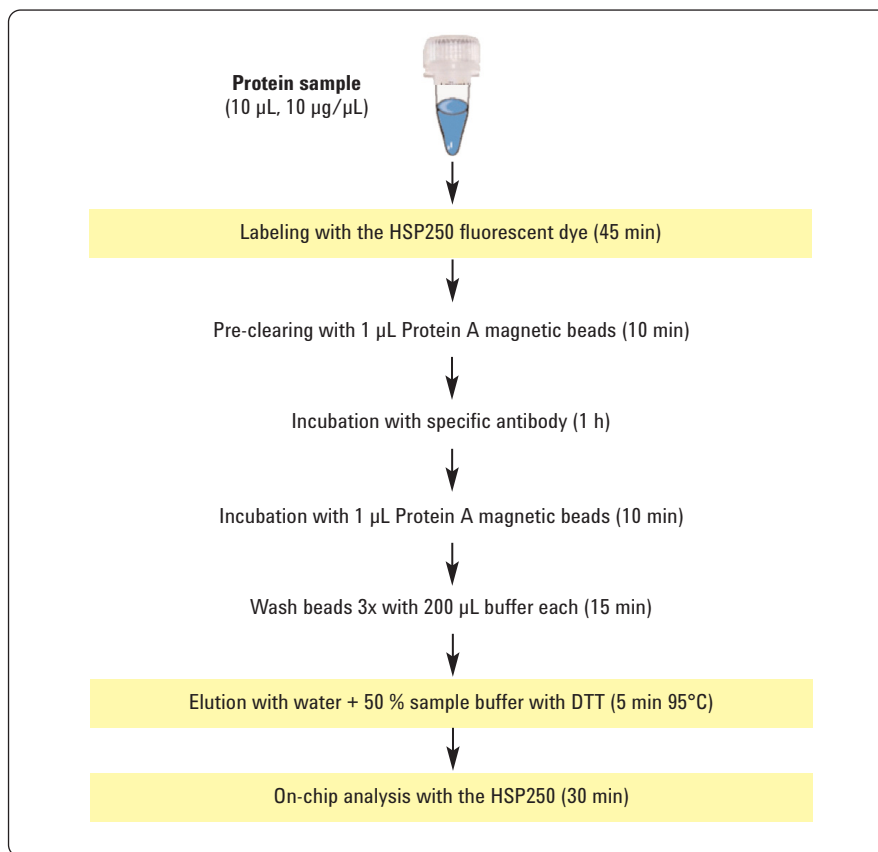 Protein sample
(10 µL, 10 µg/µL)
Labeling with the HSP250 fluorescent dye (45 min)
Pre-clearing with 1 µL Protein A magnetic beads (10 min)
Incubation with specific antibody (1 h)
Incubation with 1 µL Protein A magnetic beads (10 min)
Wash beads 3x with 200 µL buffer each (15 min)
Elution with water + 50 % sample buffer with DTT (5 min 95°C)
On-chip analysis with the HSP250 (30 min)